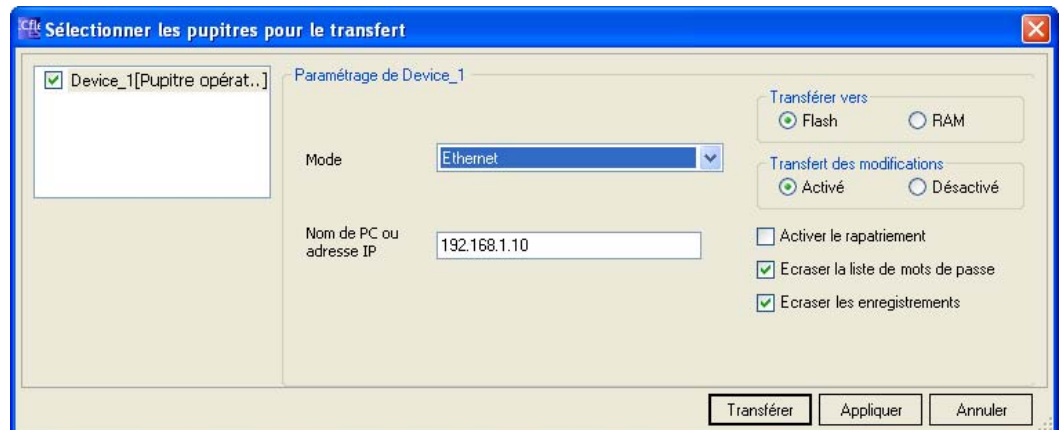 Sélectionner les pupitres pour le transfert
Device_1[Pupitre opérat..]
Paramétrage de Device_1
Mode
Ethernet
Nom de PC ou
adresse IP
192.168.1.10
Transférer vers
Flash
RAM
Transfert des modifications
Activé
Désactivé
Activer le rapatriement
Ecraser la liste de mots de passe
Ecraser les enregistrements
Transférer
Appliquer
Annuler